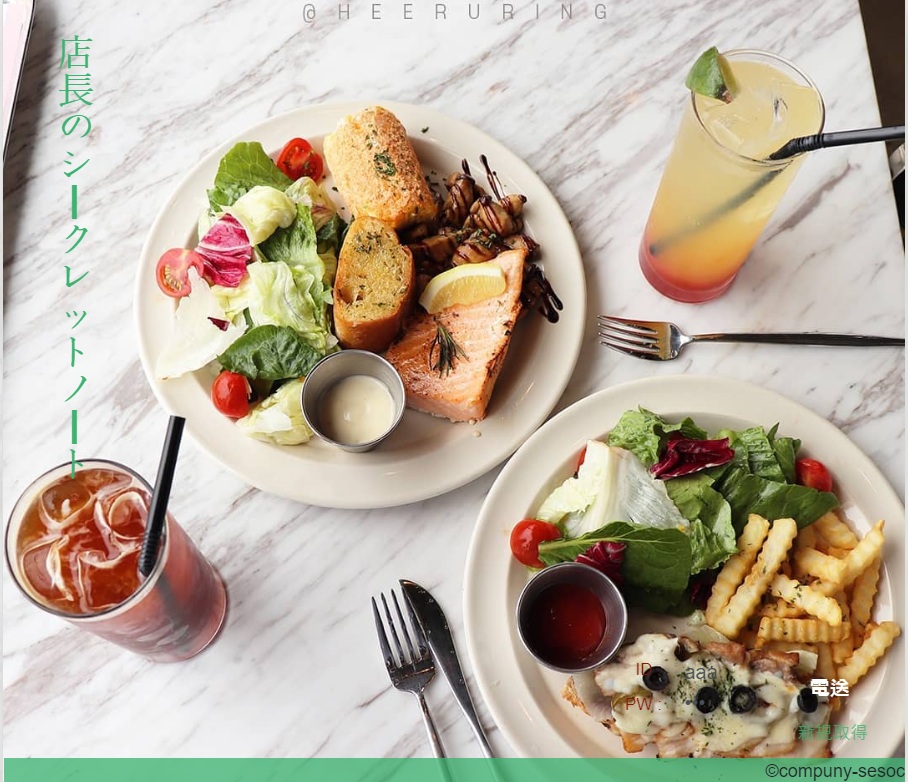 @HEERURING
店長のシークレットノート
ID : aaa
PW :
電送
新規取得
©compuny-sesoc